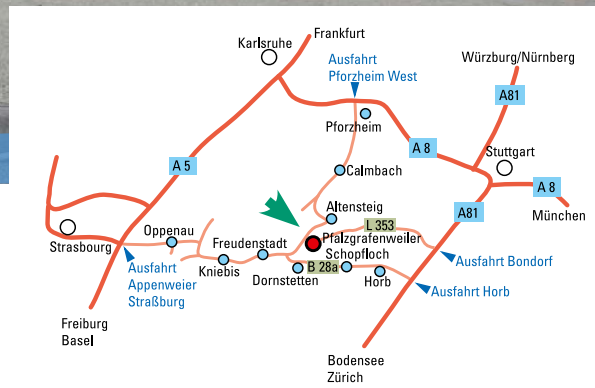 Frankfurt
Karlsruhe
Ausfahrt
Pforzheim West
Würzburg/Nürnberg
A81
Pforzheim
A 8
Stuttgart
A 5
Calmbach
A 8
Altensteig
A81
München
L 353
Oppenau
Strasbourg
Freudenstadt
Pfalzgrafenweiler
Schopfloch
Kniebis
B 28a
Dornstetten
Horb
Ausfahrt Bondorf
Ausfahrt
Appenweier
Straßburg
Ausfahrt Horb
Freiburg
Basel
Bodensee
Zürich